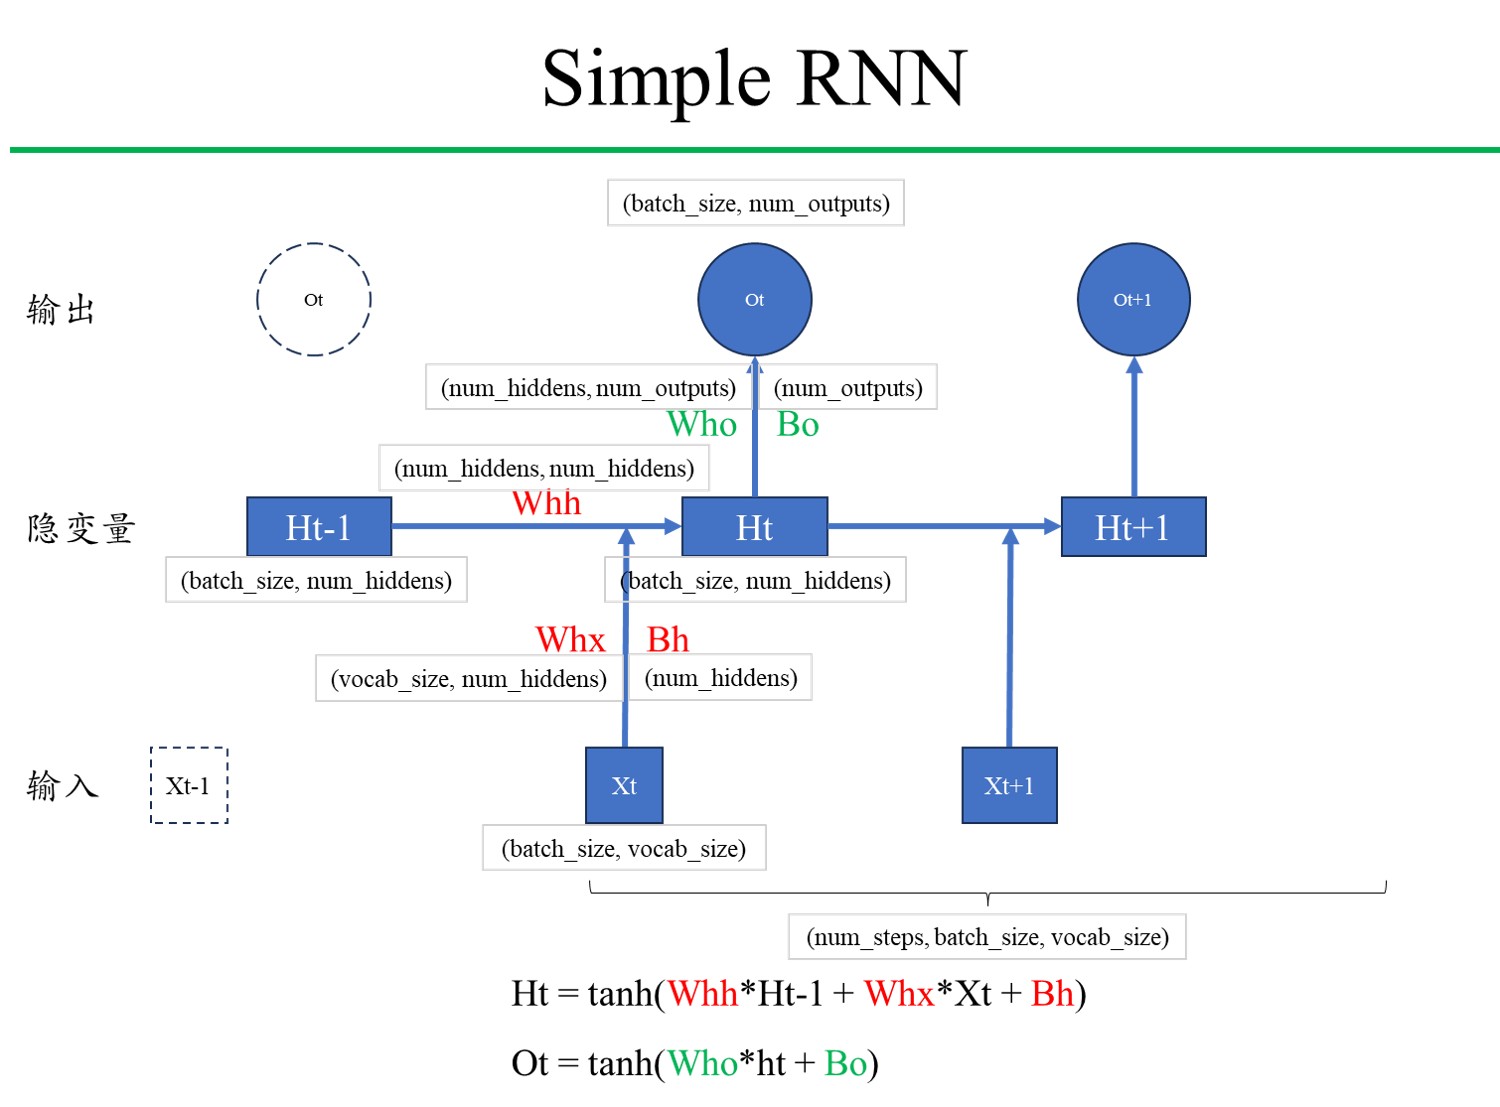 Simple RNN
(batch_size, num_outputs)
输出
Ot
Ot
Ot+1
(num_hiddens, num_outputs)
(num_outputs)
Who
Bo
(num_hiddens, num_hiddens)
Whh
隐变量
Ht-1
Ht
Ht+1
(batch_size, num_hiddens)
(batch_size, num_hiddens)
Whx
Bh
(vocab_size, num_hiddens)
(num_hiddens)
输入
Xt-1
Xt
Xt+1
(batch_size, vocab_size)
(num_steps, batch_size, vocab_size)
Ht = tanh(Whh*Ht-1 + Whx*Xt + Bh)
Ot = tanh(Who*ht + Bo)